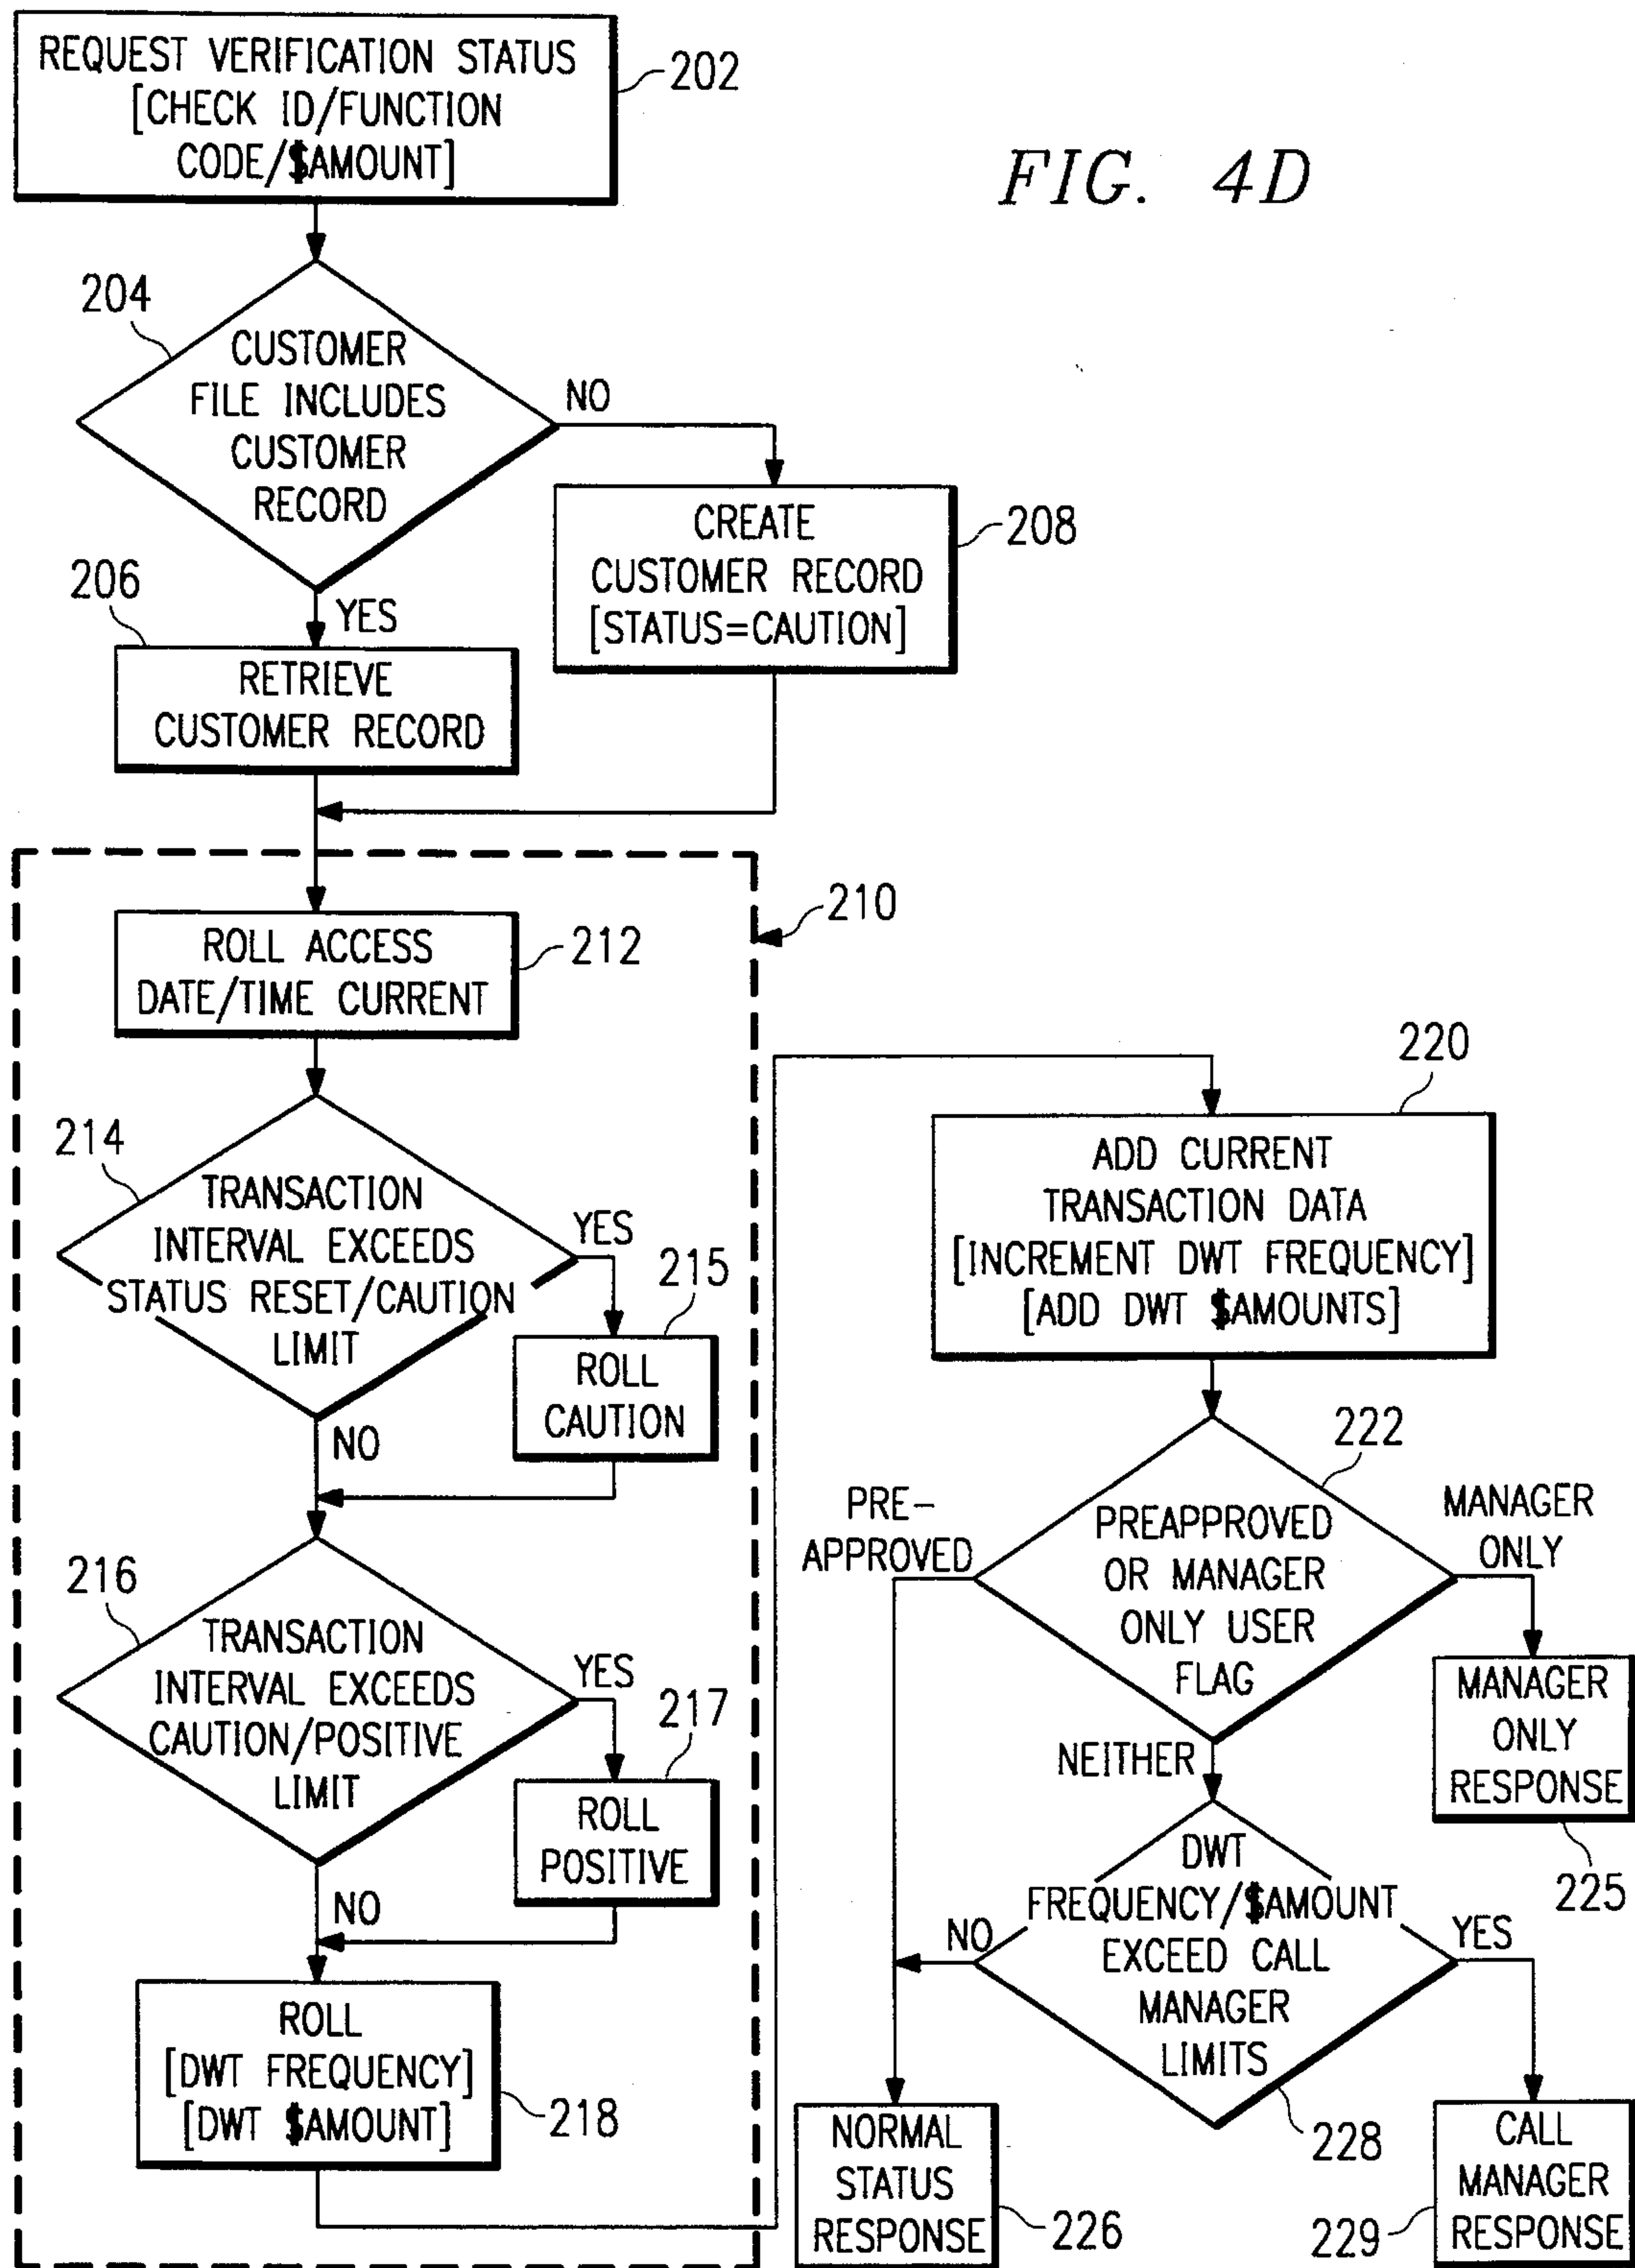 REQUEST VERIFICATION STATUS
[CHECK ID/FUNCTION
CODE/$AMOUNT]
202
FIG. 4D
204
CUSTOMER
FILE INCLUDES
CUSTOMER
RECORD
NO
YES
206
RETRIEVE
CUSTOMER RECORD
CREATE
CUSTOMER RECORD
[STATUS=CAUTION]
208
210
ROLL ACCESS
DATE/TIME CURRENT
212
214
TRANSACTION
INTERVAL EXCEEDS
STATUS RESET/CAUTION
LIMIT
YES
NO
215
ROLL
CAUTION
216
TRANSACTION
INTERVAL EXCEEDS
CAUTION/POSITIVE
LIMIT
YES
NO
217
ROLL
POSITIVE
ROLL
[DWT FREQUENCY]
[DWT $AMOUNT]
218
220
ADD CURRENT
TRANSACTION DATA
[INCREMENT DWT FREQUENCY]
[ADD DWT $AMOUNTS]
222
PREAPPROVED
OR MANAGER
ONLY USER
FLAG
PRE-
APPROVED
MANAGER
ONLY
NEITHER
MANAGER
ONLY
RESPONSE
225
DWT
FREQUENCY/$AMOUNT
EXCEED CALL
MANAGER
LIMITS
NO
YES
228
NORMAL
STATUS
RESPONSE
226
CALL
MANAGER
RESPONSE
229